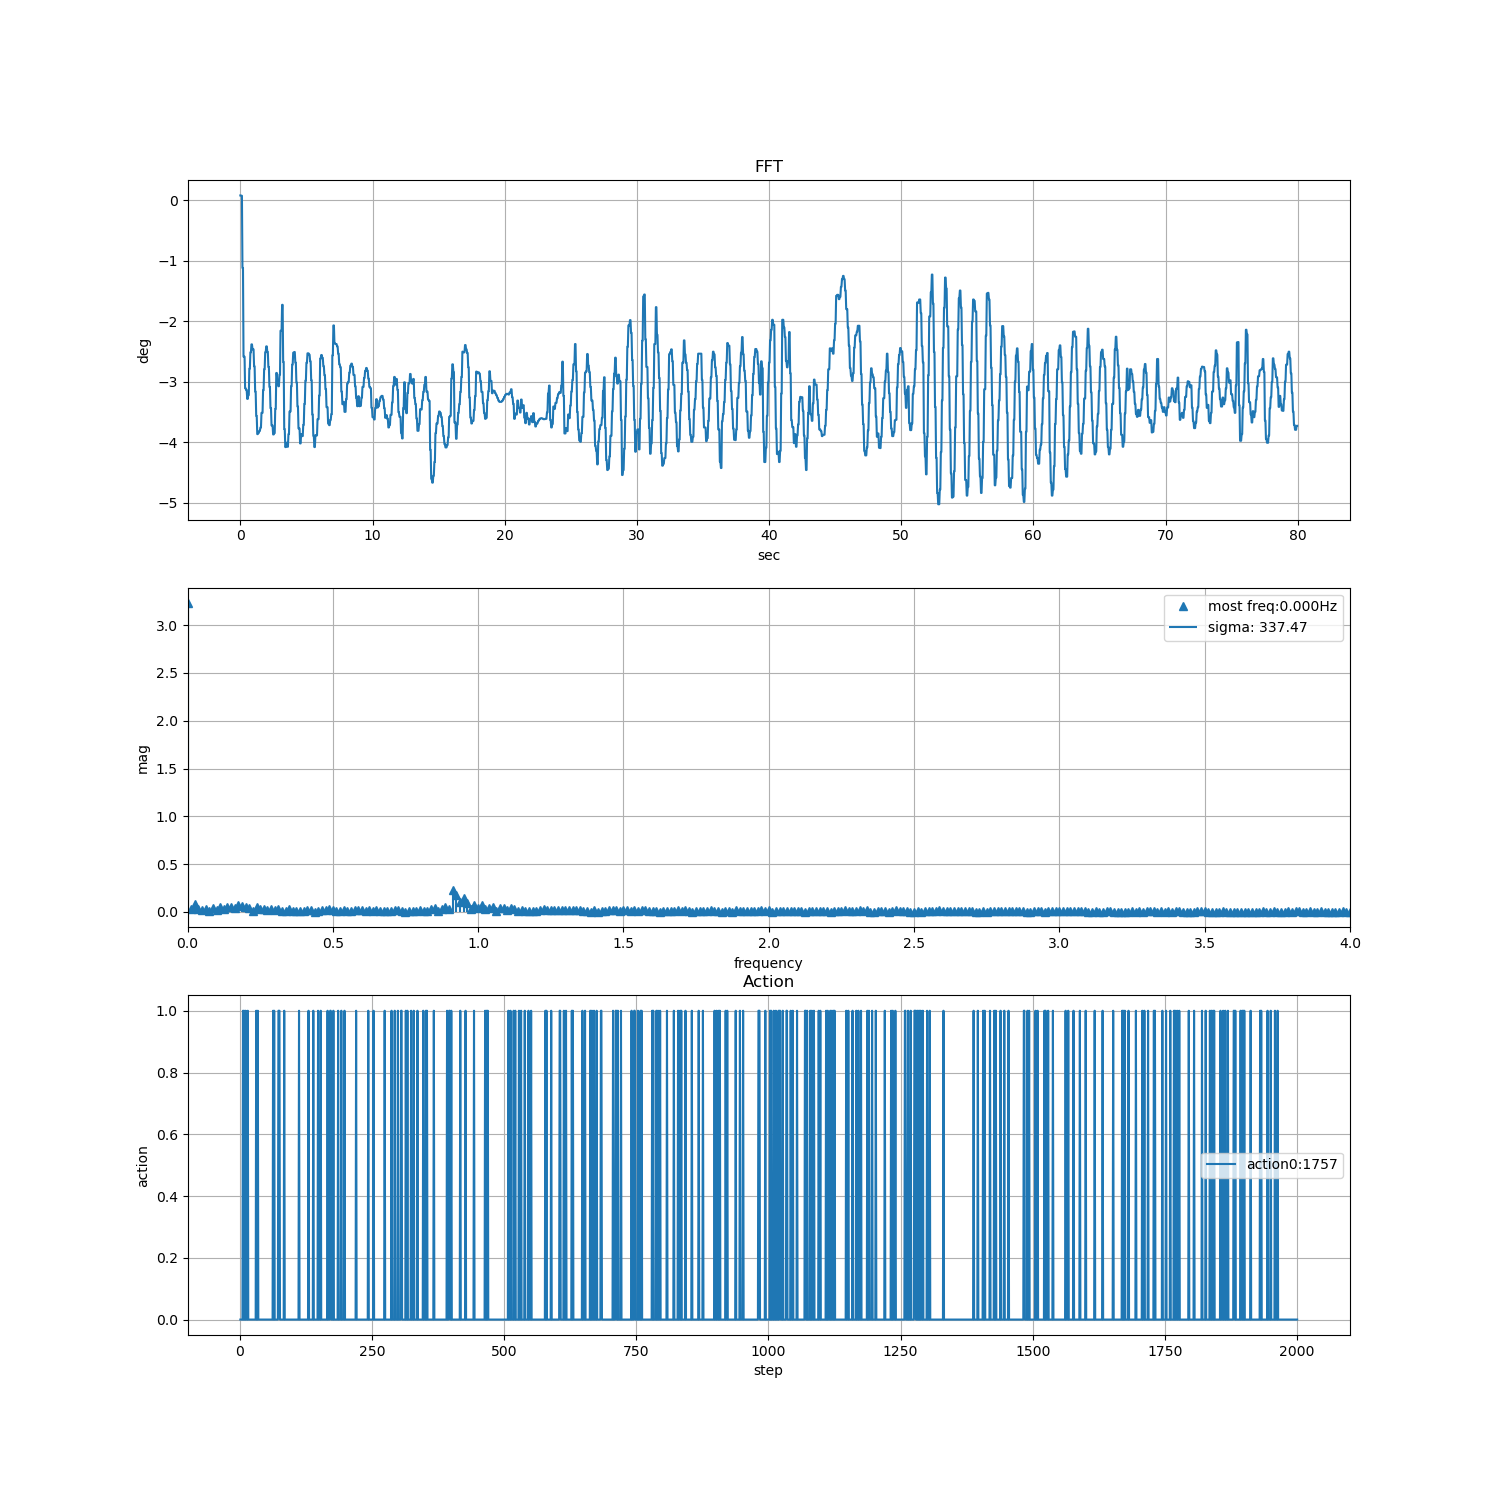 FFT
0
−1
−2
−3
−4
−5
deg
0 10 20 30 40 50 60 70 80
sec
most freq:0.000Hz
sigma: 337.47
3.0
2.5
2.0
1.5
1.0
0.5
0.0
mag
0.0 0.5 1.0 1.5 2.0 2.5 3.0 3.5 4.0
frequency
Action
1.0
0.8
0.6
0.4
0.2
0.0
action
action0:1757
0 250 500 750 1000 1250 1500 1750 2000
step